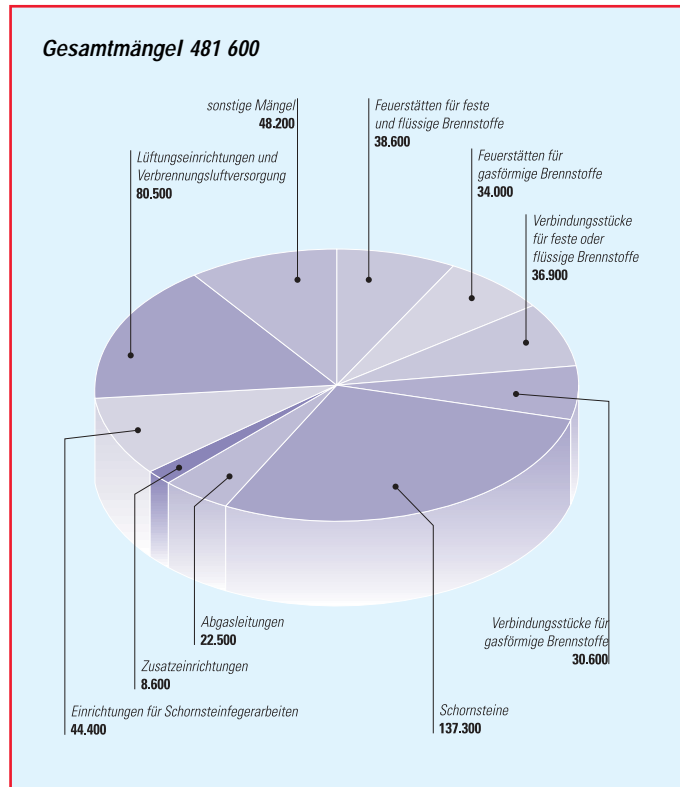 Gesamtmängel 481 600
sonstige Mängel
48.200
Feuerstätten für feste
und flüssige Brennstoffe
38.600
Lüftungseinrichtungen und
Verbrennungsluftversorgung
80.500
Feuerstätten für
gasförmige Brennstoffe
34.000
Verbindungsstücke
für feste oder
flüssige Brennstoffe
36.900
Abgasleitungen
22.500
Verbindungsstücke für
gasförmige Brennstoffe
30.600
Zusatzeinrichtungen
8.600
Einrichtungen für Schornsteinfegerarbeiten
44.400
Schornsteine
137.300